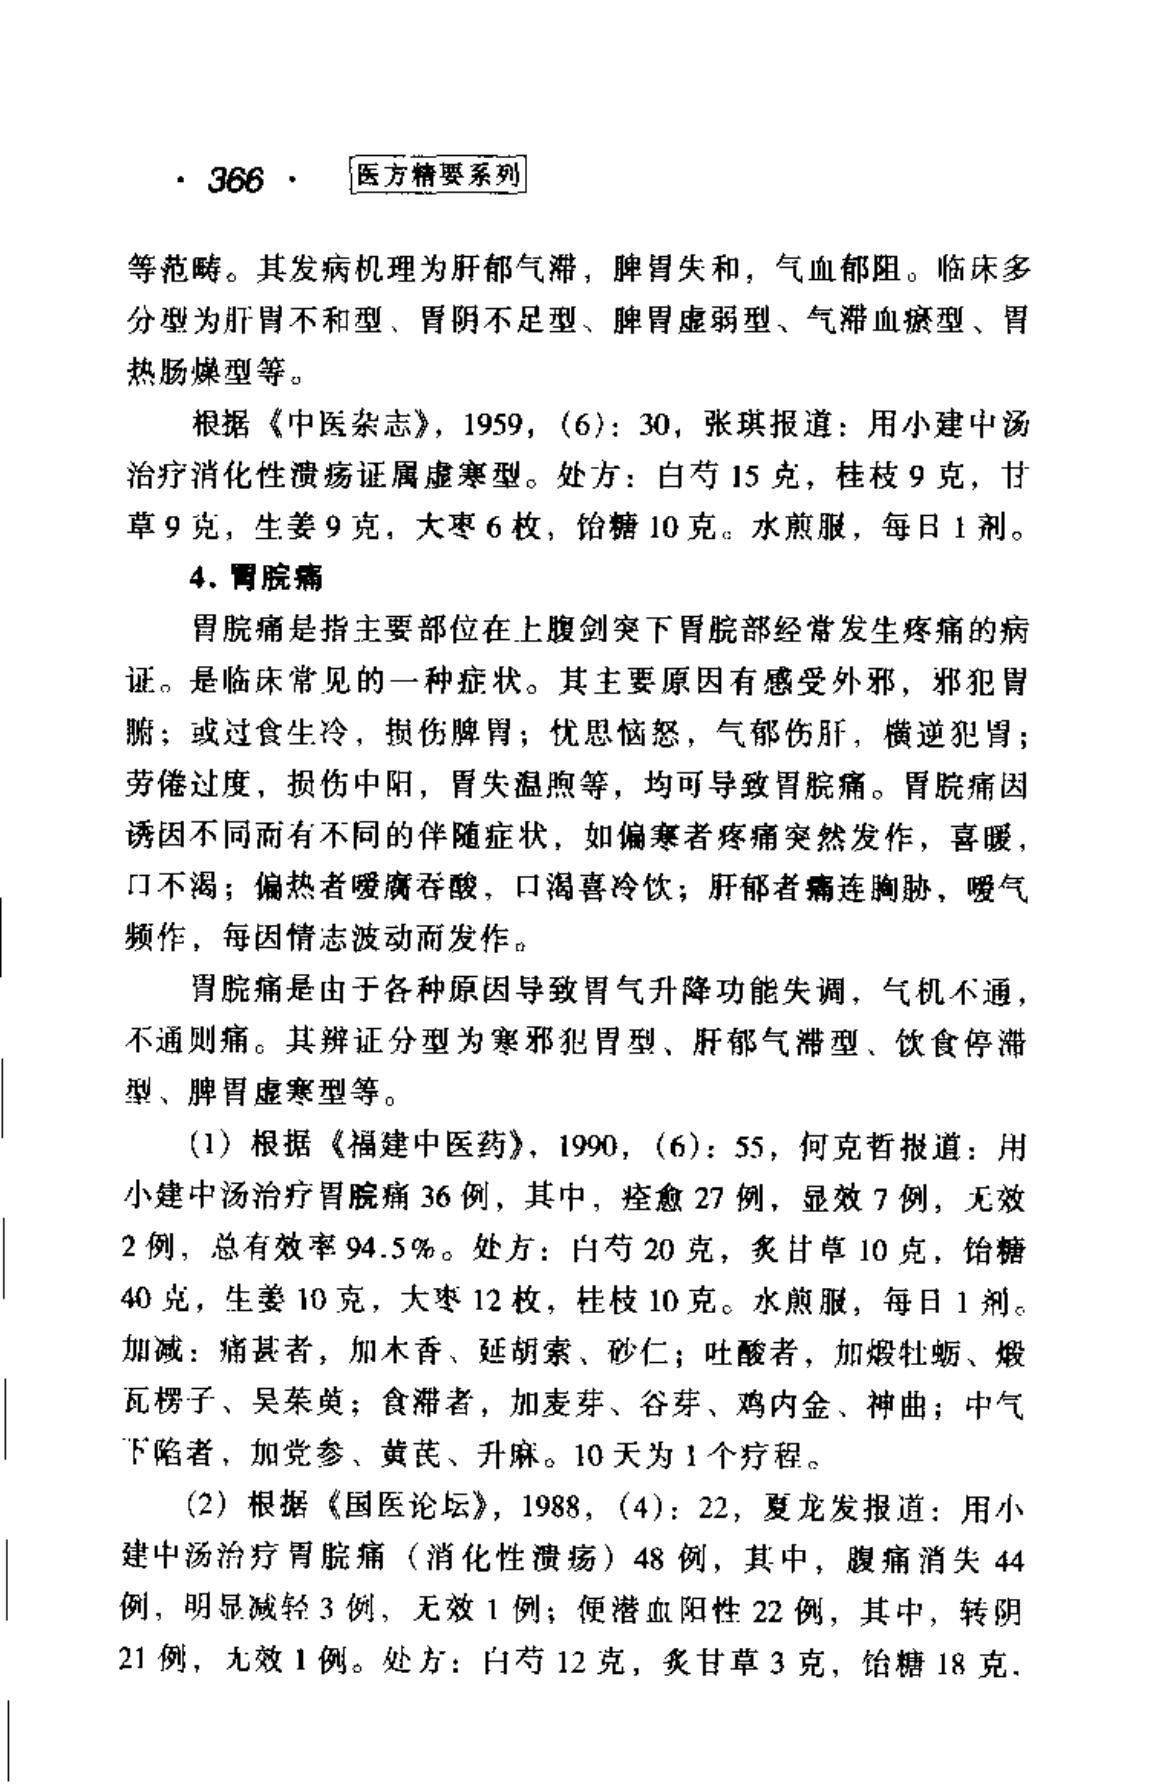 · 366 · 医方精要系列
等范畴。其发病机理为肝郁气滞，脾胃失和，气血郁阻。临床多
分型为肝胃不和型、胃阴不足型、脾胃虚弱型、气滞血瘀型、胃
热肠燥型等。
根据《中医杂志》，1959，（6）：30，张琪报道：用小建中汤
治疗消化性溃疡证属虚寒型。处方：白芍 15 克，桂枝 9 克，甘
草 9 克，生姜 9 克，大枣 6 枚，饴糖 10 克。水煎服，每日 1 剂。
4. 胃脘痛
胃脘痛是指主要部位在上腹剑突下胃脘部经常发生疼痛的病
证。是临床常见的一种症状。其主要原因有感受外邪，邪犯胃
腑；或过食生冷，损伤脾胃；忧思恼怒，气郁伤肝，横逆犯胃；
劳倦过度，损伤中阳，胃失温煦等，均可导致胃脘痛。胃脘痛因
诱因不同而有不同的伴随症状，如偏寒者疼痛突然发作，喜暖，
口不渴；偏热者嗳腐吞酸，口渴喜冷饮；肝郁者痛连胸胁，嗳气
频作，每因情志波动而发作。
胃脘痛是由于各种原因导致胃气升降功能失调，气机不通，
不通则痛。其辨证分型为寒邪犯胃型、肝郁气滞型、饮食停滞
型、脾胃虚寒型等。
（1）根据《福建中医药》，1990，（6）：55，何克哲报道：用
小建中汤治疗胃脘痛 36 例，其中，痊愈 27 例，显效 7 例，无效
2 例，总有效率 94.5%。处方：白芍 20 克，炙甘草 10 克，饴糖
40 克，生姜 10 克，大枣 12 枚，桂枝 10 克。水煎服，每日 1 剂。
加减：痛甚者，加木香、延胡索、砂仁；吐酸者，加煅牡蛎、煅
瓦楞子、吴茱萸；食滞者，加麦芽、谷芽、鸡内金、神曲；中气
下陷者，加党参、黄芪、升麻。10 天为 1 个疗程。
（2）根据《国医论坛》，1988，（4）：22，夏龙发报道：用小
建中汤治疗胃脘痛（消化性溃疡）48 例，其中，腹痛消失 44
例，明显减轻 3 例，无效 1 例；便潜血阳性 22 例，其中，转阴
21 例，无效 1 例。处方：白芍 12 克，炙甘草 3 克，饴糖 18 克，